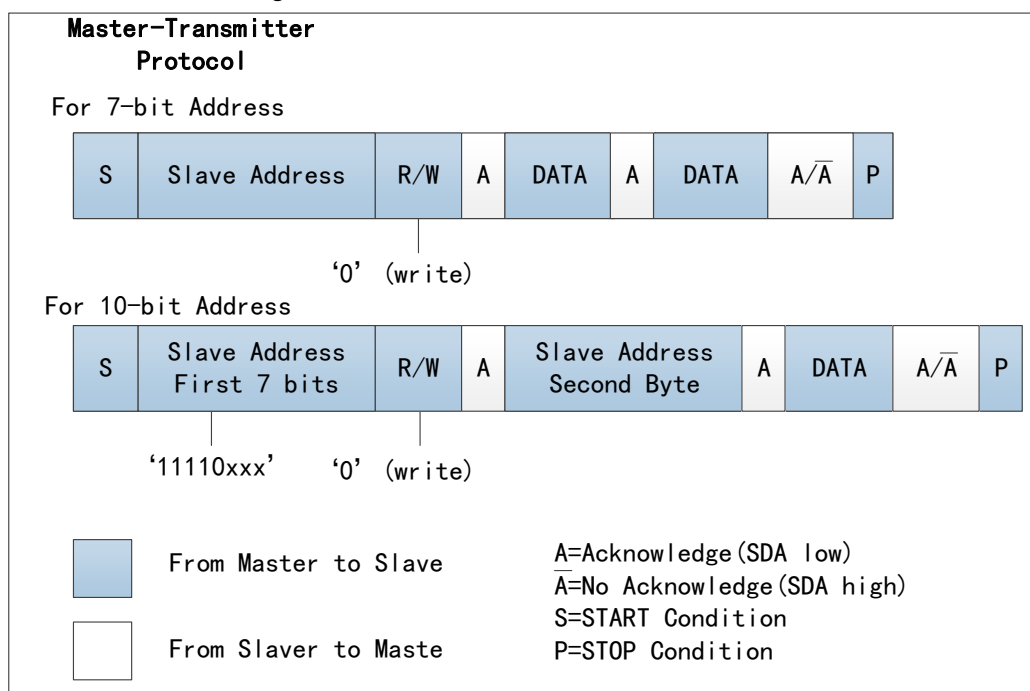 Master-Transmitter
Protocol
For 7-bit Address
S Slave Address R/W A DATA A DATA A/A̅ P
‘0’ (write)
For 10-bit Address
S Slave Address First 7 bits R/W A Slave Address Second Byte A DATA A/A̅ P
‘11110xxx’ ‘0’ (write)
From Master to Slave
From Slaver to Maste
A=Acknowledge(SDA low)
A̅=No Acknowledge(SDA high)
S=START Condition
P=STOP Condition